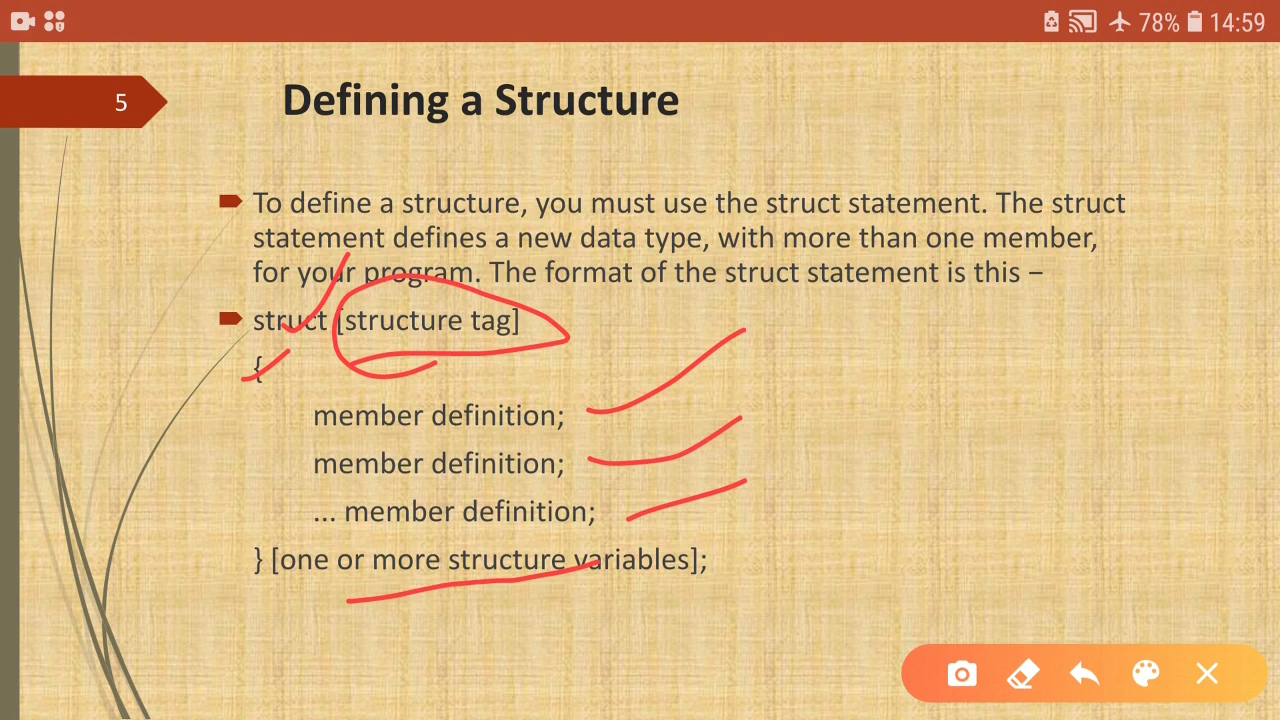 78% 14:59
5
Defining a Structure
To define a structure, you must use the struct statement. The struct
statement defines a new data type, with more than one member,
for your program. The format of the struct statement is this −
struct [structure tag]
{
member definition;
member definition;
... member definition;
} [one or more structure variables];